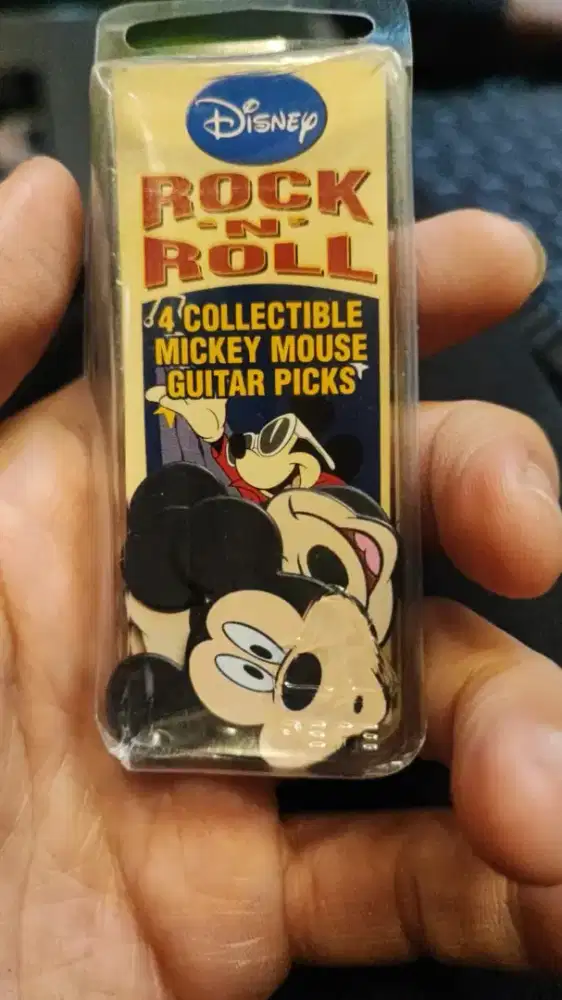 DISNEY
ROCK
-N-
ROLL
4 COLLECTIBLE
MICKEY MOUSE
GUITAR PICKS